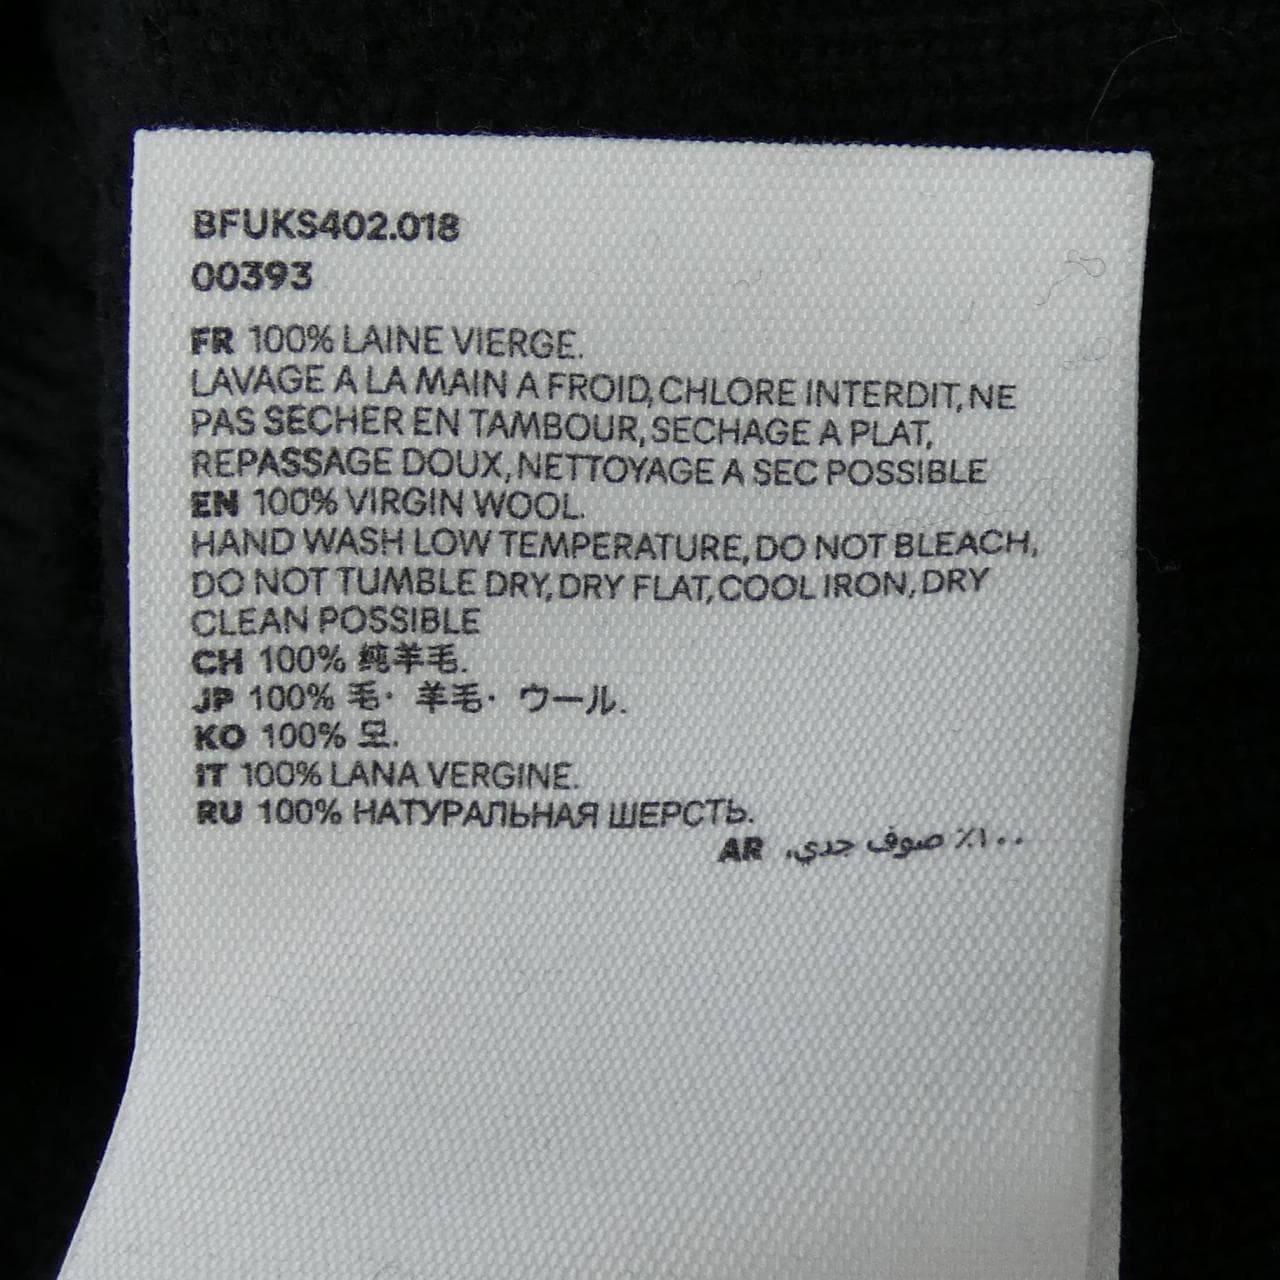 BFUKS402.018
00393
FR 100% LAINE VIERGE.
LAVAGE A LA MAIN A FROID, CHLORE INTERDIT, NE
PAS SECHER EN TAMBOUR, SECHAGE A PLAT,
REPASSAGE DOUX, NETTOYAGE A SEC POSSIBLE
EN 100% VIRGIN WOOL.
HAND WASH LOW TEMPERATURE, DO NOT BLEACH,
DO NOT TUMBLE DRY, DRY FLAT, COOL IRON, DRY
CLEAN POSSIBLE
CH 100% 纯羊毛.
JP 100% 毛・ 羊毛・ ウール.
KO 100% 모.
IT 100% LANA VERGINE.
RU 100% НАТУРАЛЬНАЯ ШЕРСТЬ.
AR ١٠٠٪ صوف جدي.